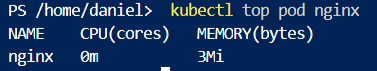 PS /home/daniel> kubectl top pod nginx
NAME    CPU(cores)   MEMORY(bytes)
nginx   0m           3Mi